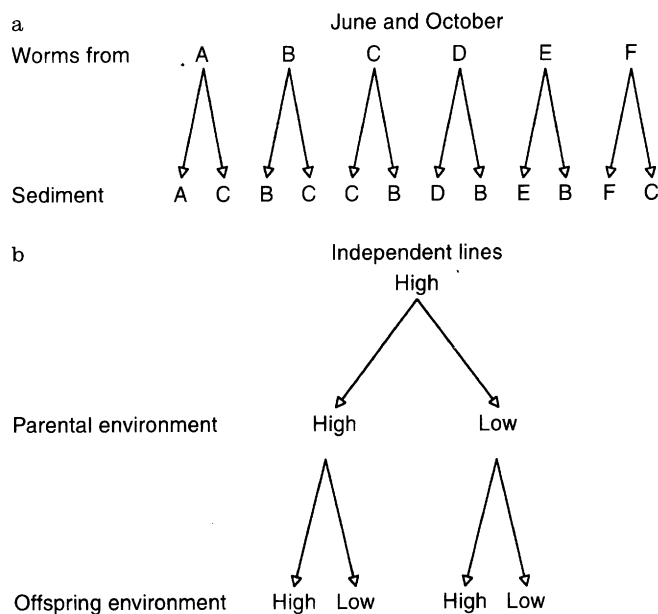 a June and October
Worms from A B C D E F
Sediment A C B C C B D B E B F C
b Independent lines
High
Parental environment High Low
Offspring environment High Low High Low